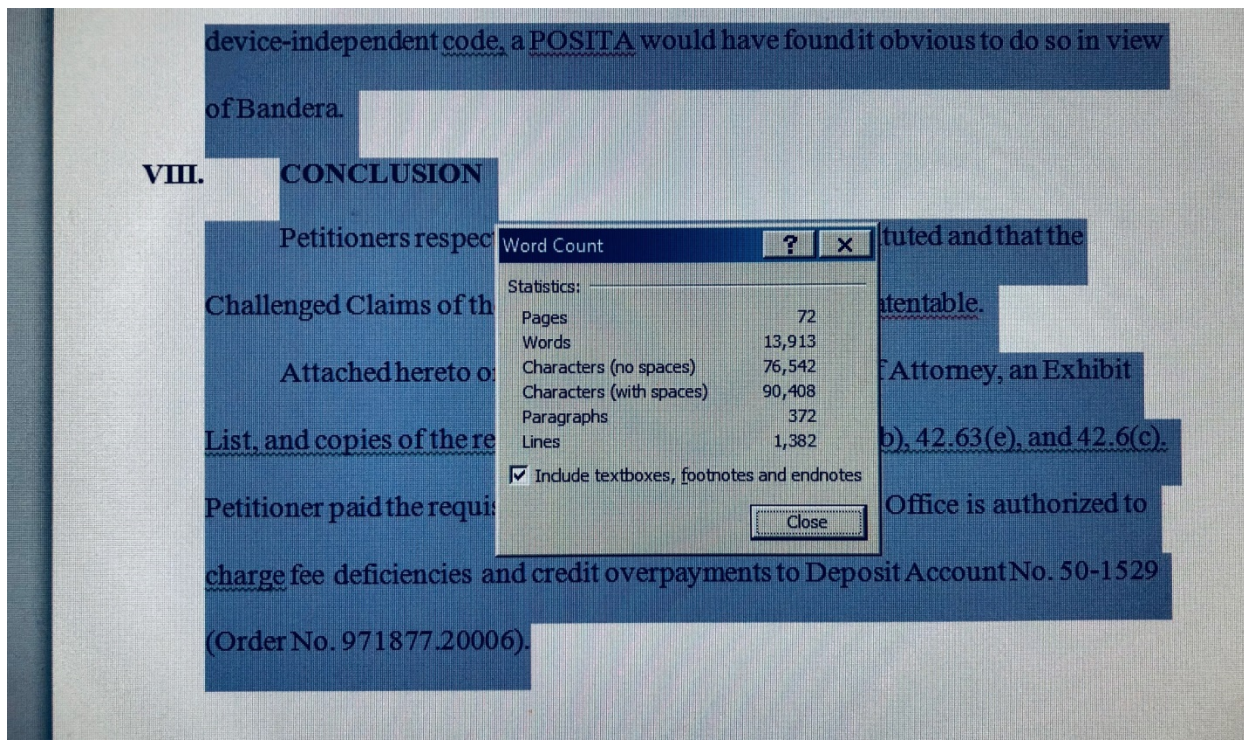 device-independent code, a POSITA would have found it obvious to do so in view
of Bandera.
VIII. CONCLUSION
Petitioners respec tuted and that the
Challenged Claims of th atentable.
Attached hereto o f Attorney, an Exhibit
List, and copies of the re b), 42.63(e), and 42.6(c).
Petitioner paid the requis Office is authorized to
charge fee deficiencies and credit overpayments to Deposit Account No. 50-1529
(Order No. 971877.20006).
Word Count
? X
Statistics:
Pages 72
Words 13,913
Characters (no spaces) 76,542
Characters (with spaces) 90,408
Paragraphs 372
Lines 1,382
Include textboxes, footnotes and endnotes
Close